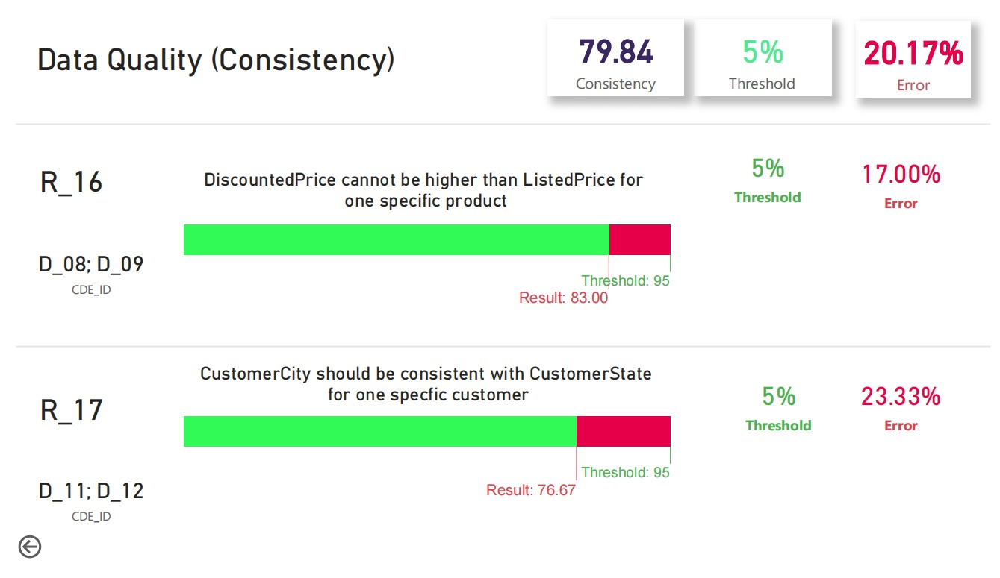 Data Quality (Consistency)
79.84
Consistency
5%
Threshold
20.17%
Error
R_16
DiscountedPrice cannot be higher than ListedPrice for
one specific product
5%
Threshold
17.00%
Error
D_08; D_09
CDE_ID
Threshold: 95
Result: 83.00
R_17
CustomerCity should be consistent with CustomerState
for one specfic customer
5%
Threshold
23.33%
Error
Threshold: 95
Result: 76.67
D_11; D_12
CDE_ID